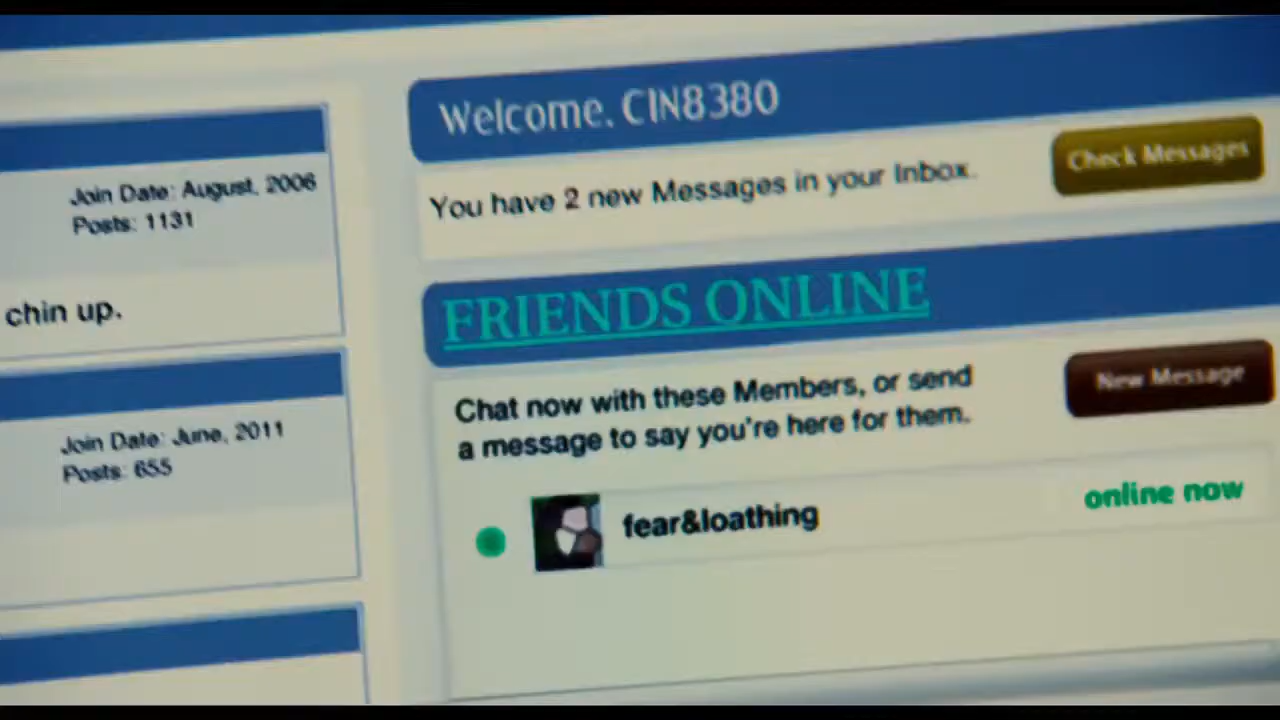 Join Date: August, 2006
Posts: 1131
chin up.
Join Date: June, 2011
Posts: 655
Welcome, CIN8380
You have 2 new Messages in your Inbox.
Check Messages
FRIENDS ONLINE
Chat now with these Members, or send
a message to say you're here for them.
New Message
fear&loathing
online now